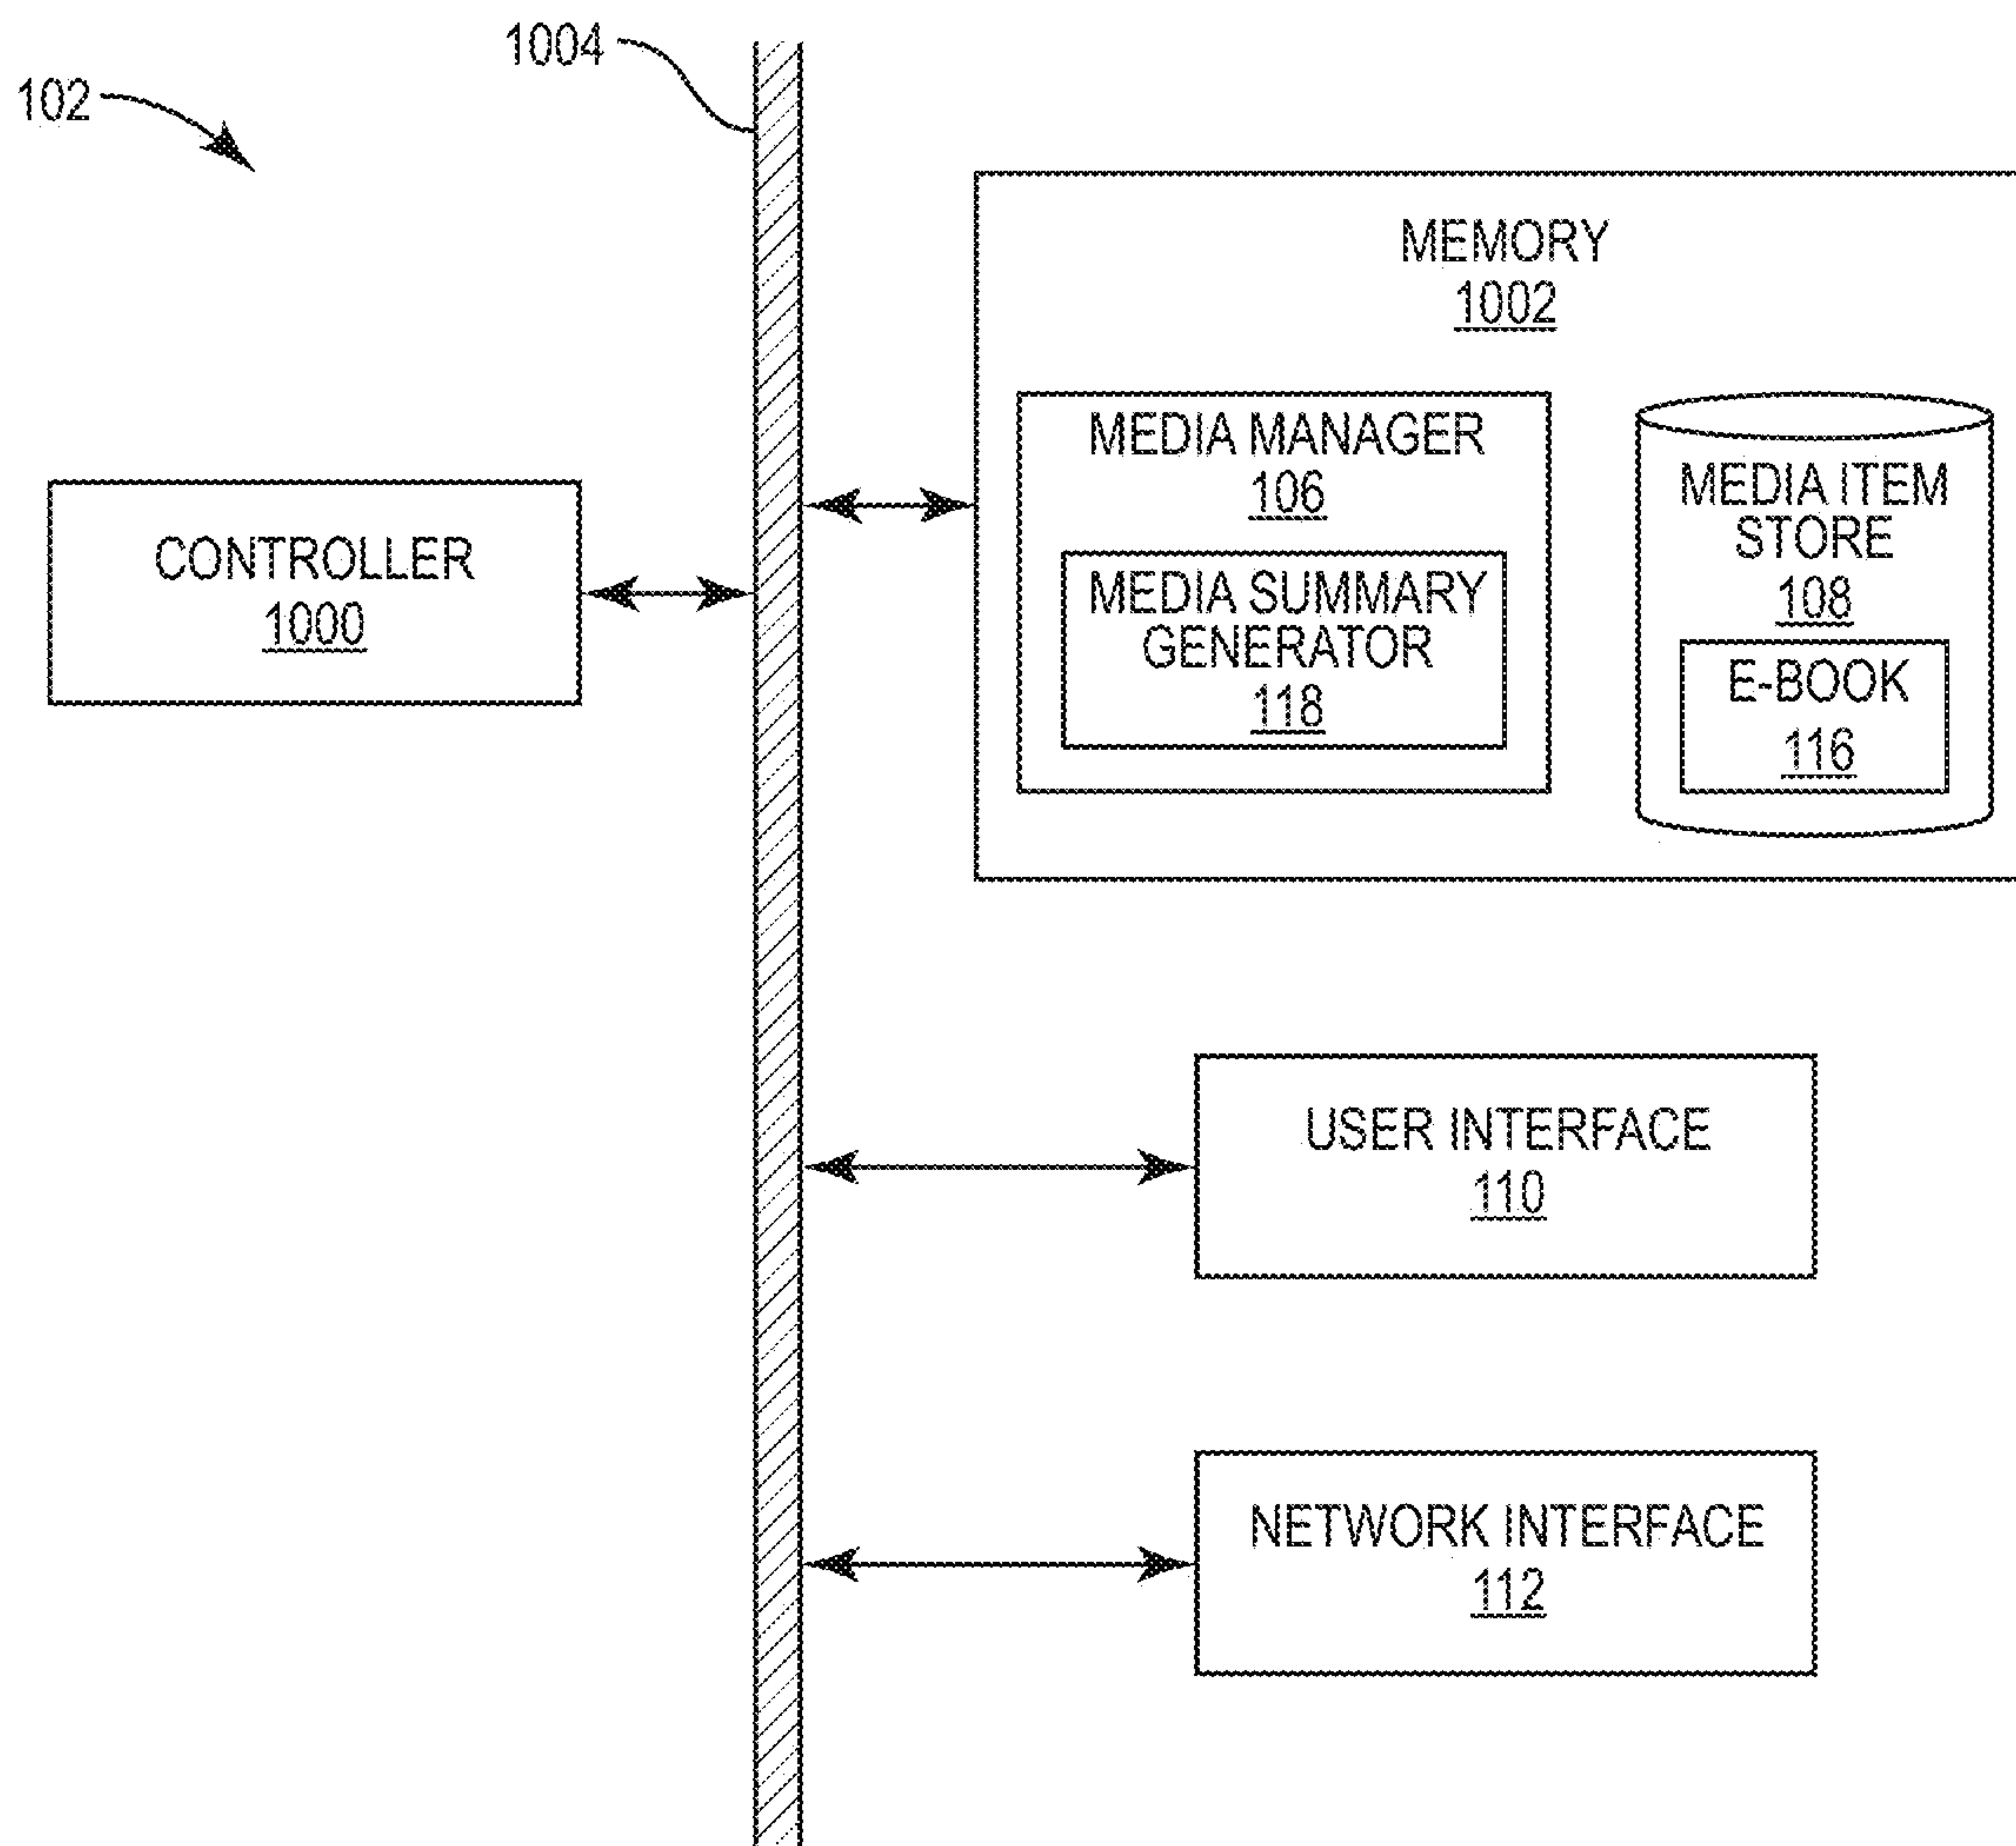 1004
102
MEMORY
1002
MEDIA MANAGER
106
MEDIA SUMMARY
GENERATOR
118
MEDIA ITEM
STORE
108
E-BOOK
116
CONTROLLER
1000
USER INTERFACE
110
NETWORK INTERFACE
112